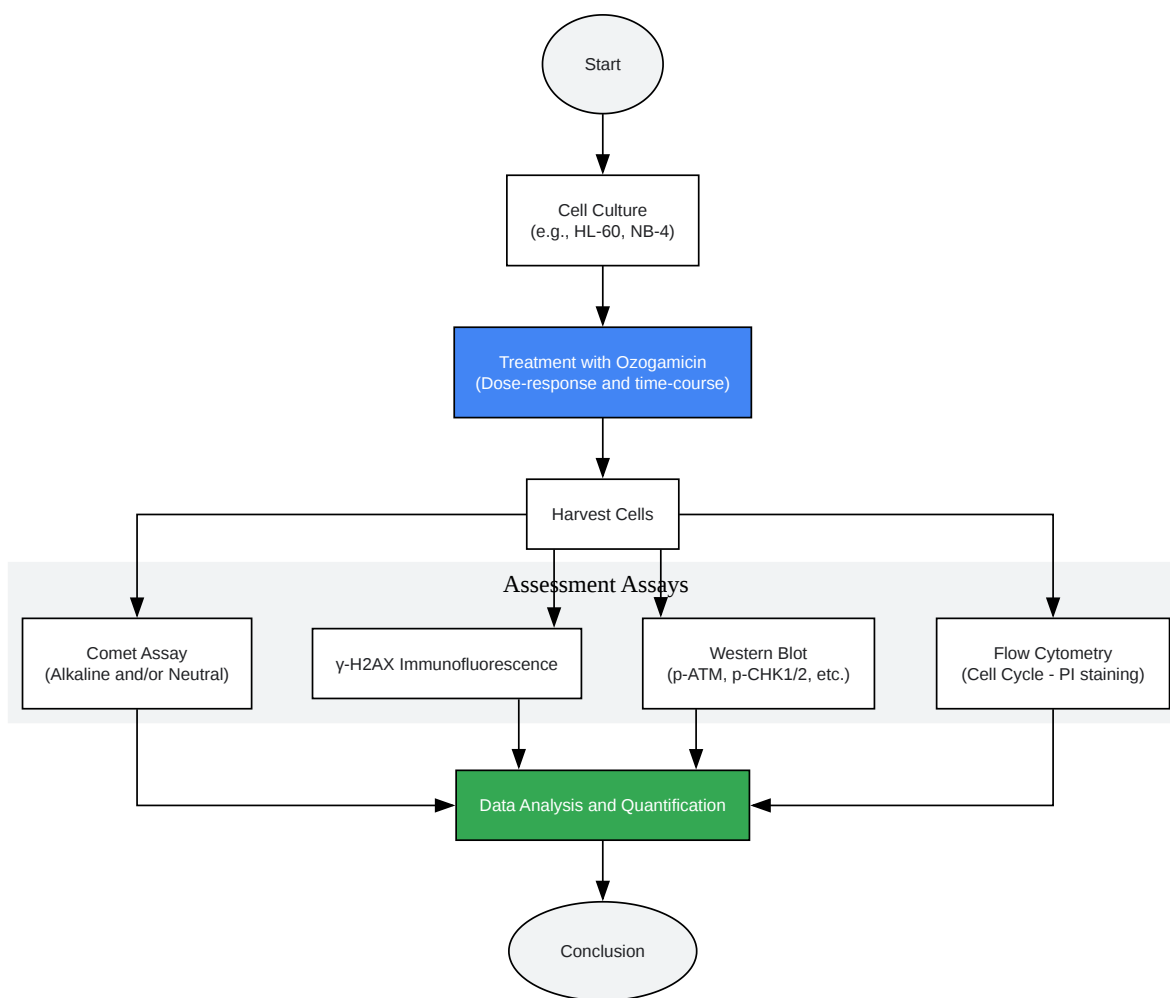 Start
Cell Culture
(e.g., HL-60, NB-4)
Treatment with Ozogamicin
(Dose-response and time-course)
Harvest Cells
Assessment Assays
Comet Assay
(Alkaline and/or Neutral)
γ-H2AX Immunofluorescence
Western Blot
(p-ATM, p-CHK1/2, etc.)
Flow Cytometry
(Cell Cycle - PI staining)
Data Analysis and Quantification
Conclusion